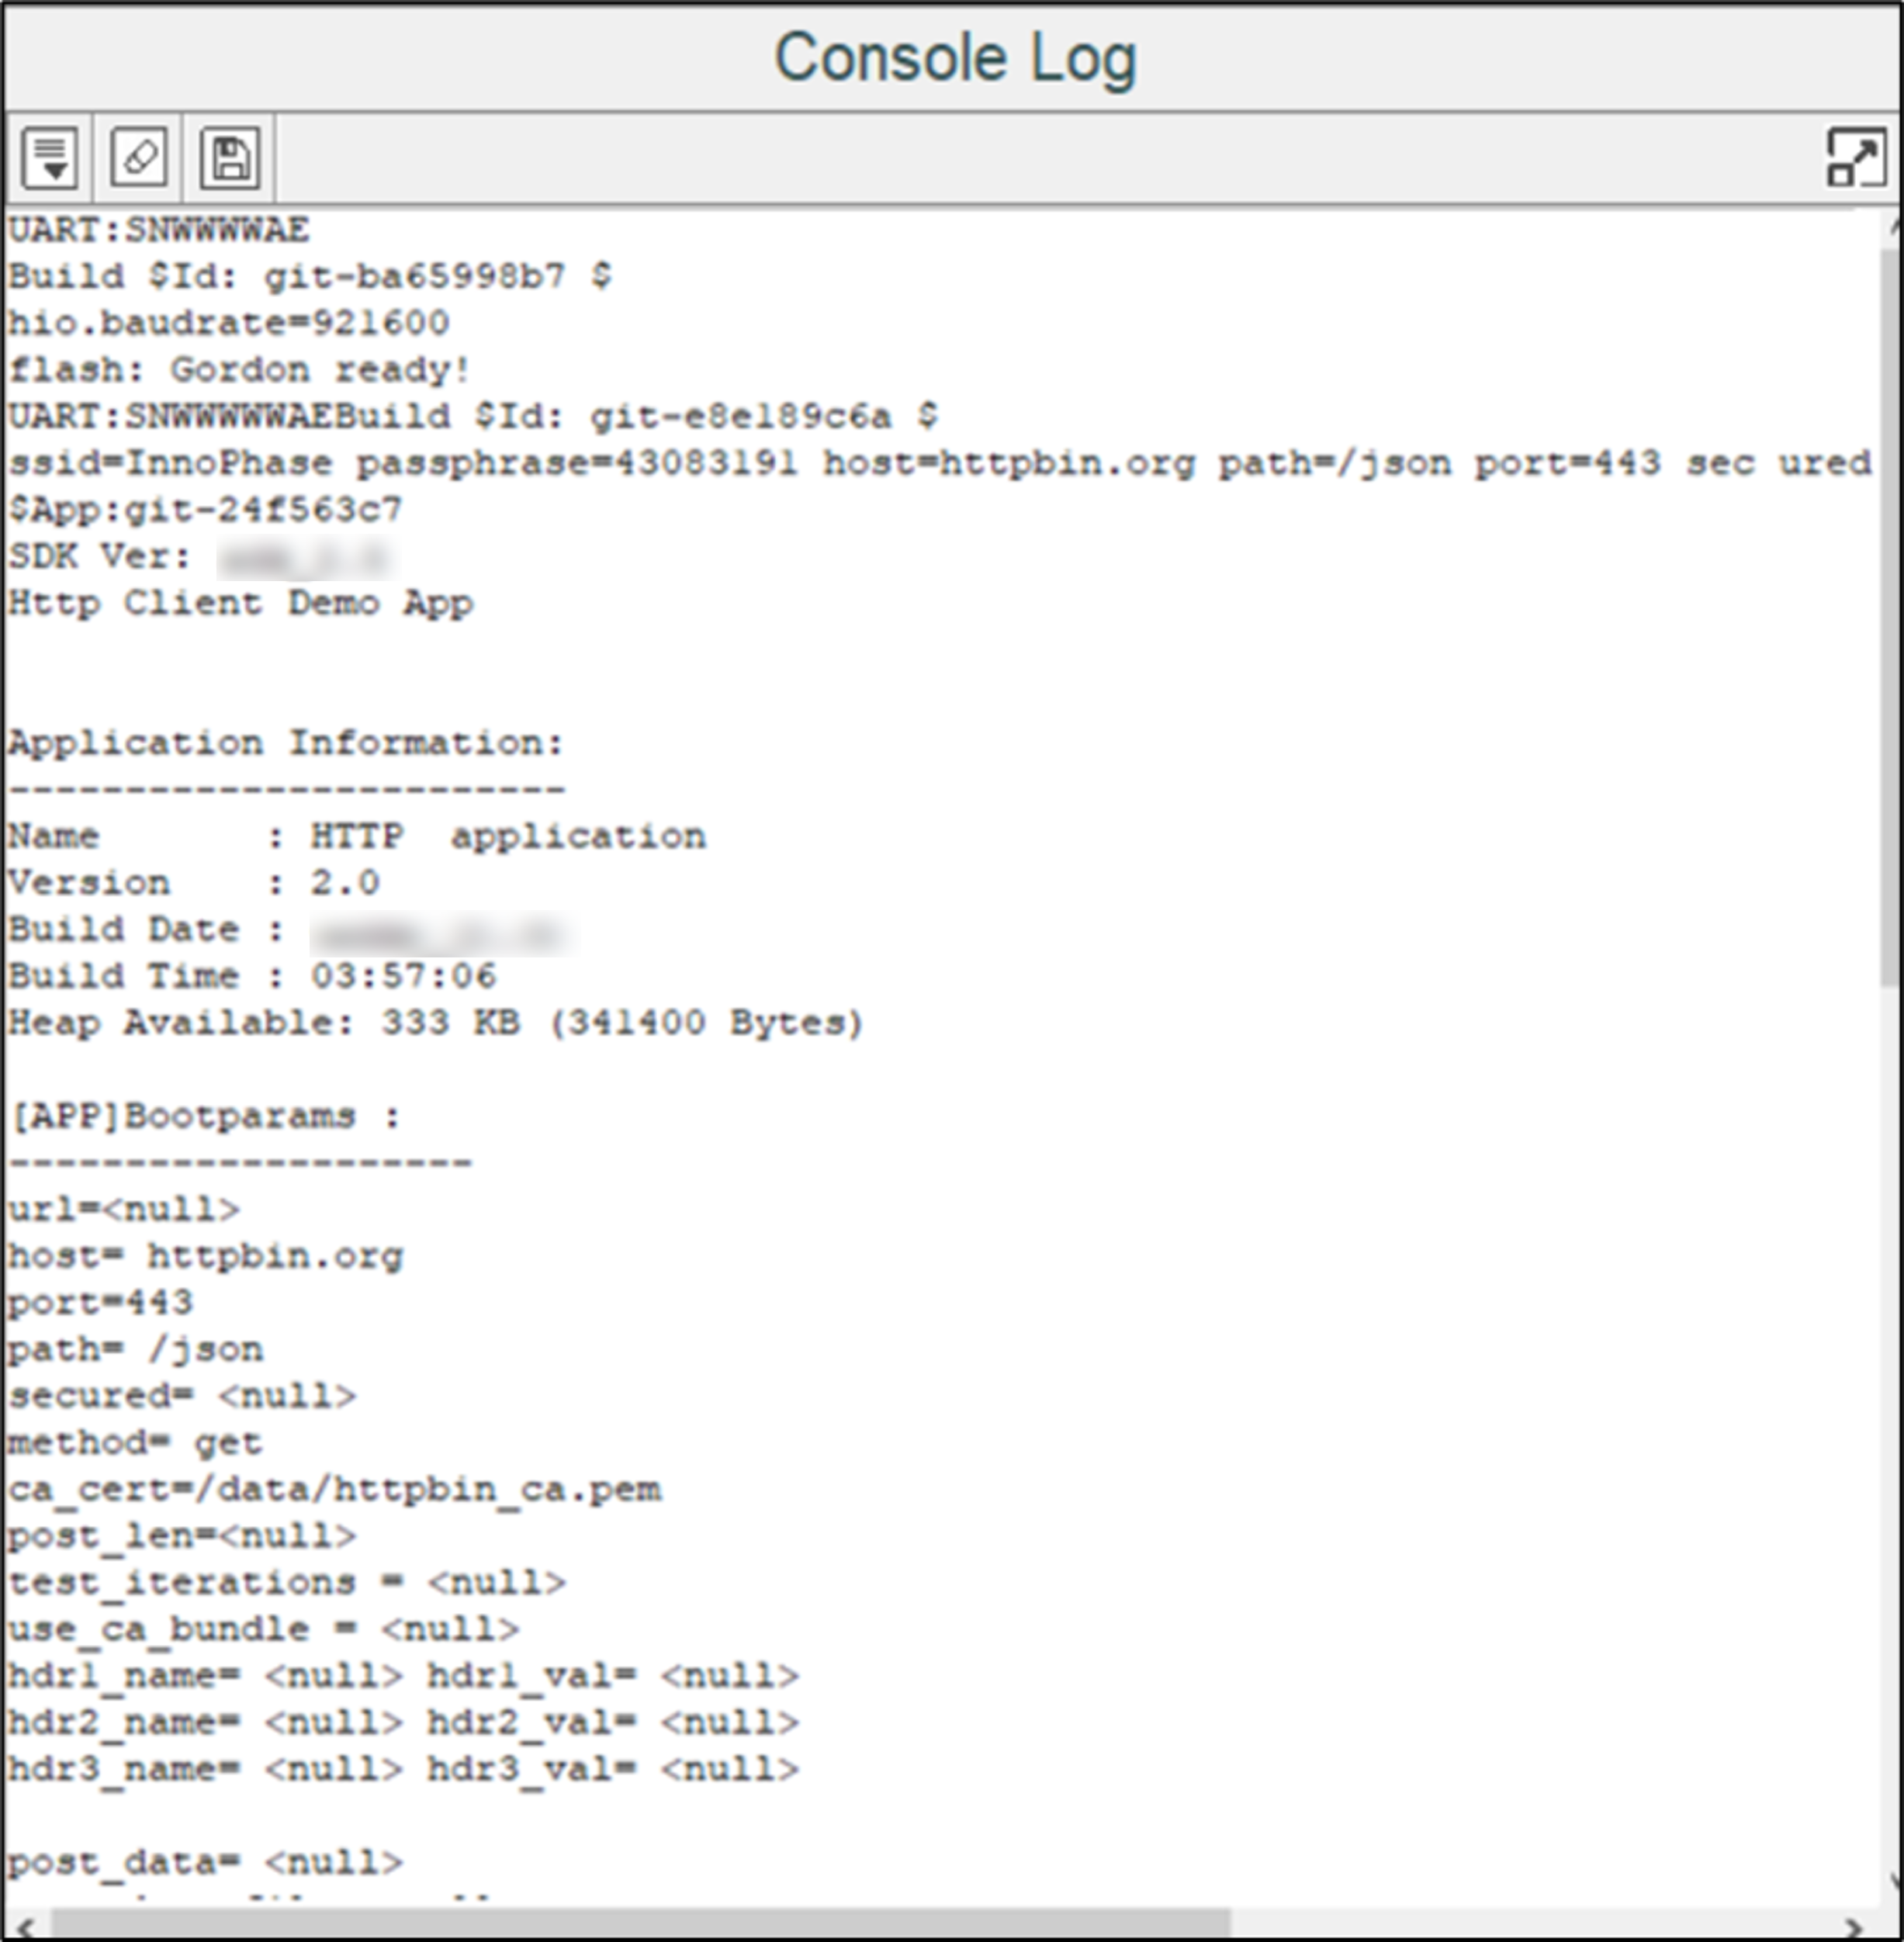 Console Log
UART:SNWWWWAE
Build $Id: git-ba65998b7 $
hio.baudrate=921600
flash: Gordon ready!
UART:SNWWWWWAEBuild $Id: git-e8e189c6a $
ssid=InnoPhase passphrase=43083191 host=httpbin.org path=/json port=443 sec ured
$App:git-24f563c7
SDK Ver:
Http Client Demo App
Application Information:
------------------------
Name       : HTTP  application
Version    : 2.0
Build Date :
Build Time : 03:57:06
Heap Available: 333 KB (341400 Bytes)
[APP]Bootparams :
--------------------
url=<null>
host= httpbin.org
port=443
path= /json
secured= <null>
method= get
ca_cert=/data/httpbin_ca.pem
post_len=<null>
test_iterations = <null>
use_ca_bundle = <null>
hdr1_name= <null> hdr1_val= <null>
hdr2_name= <null> hdr2_val= <null>
hdr3_name= <null> hdr3_val= <null>
post_data= <null>